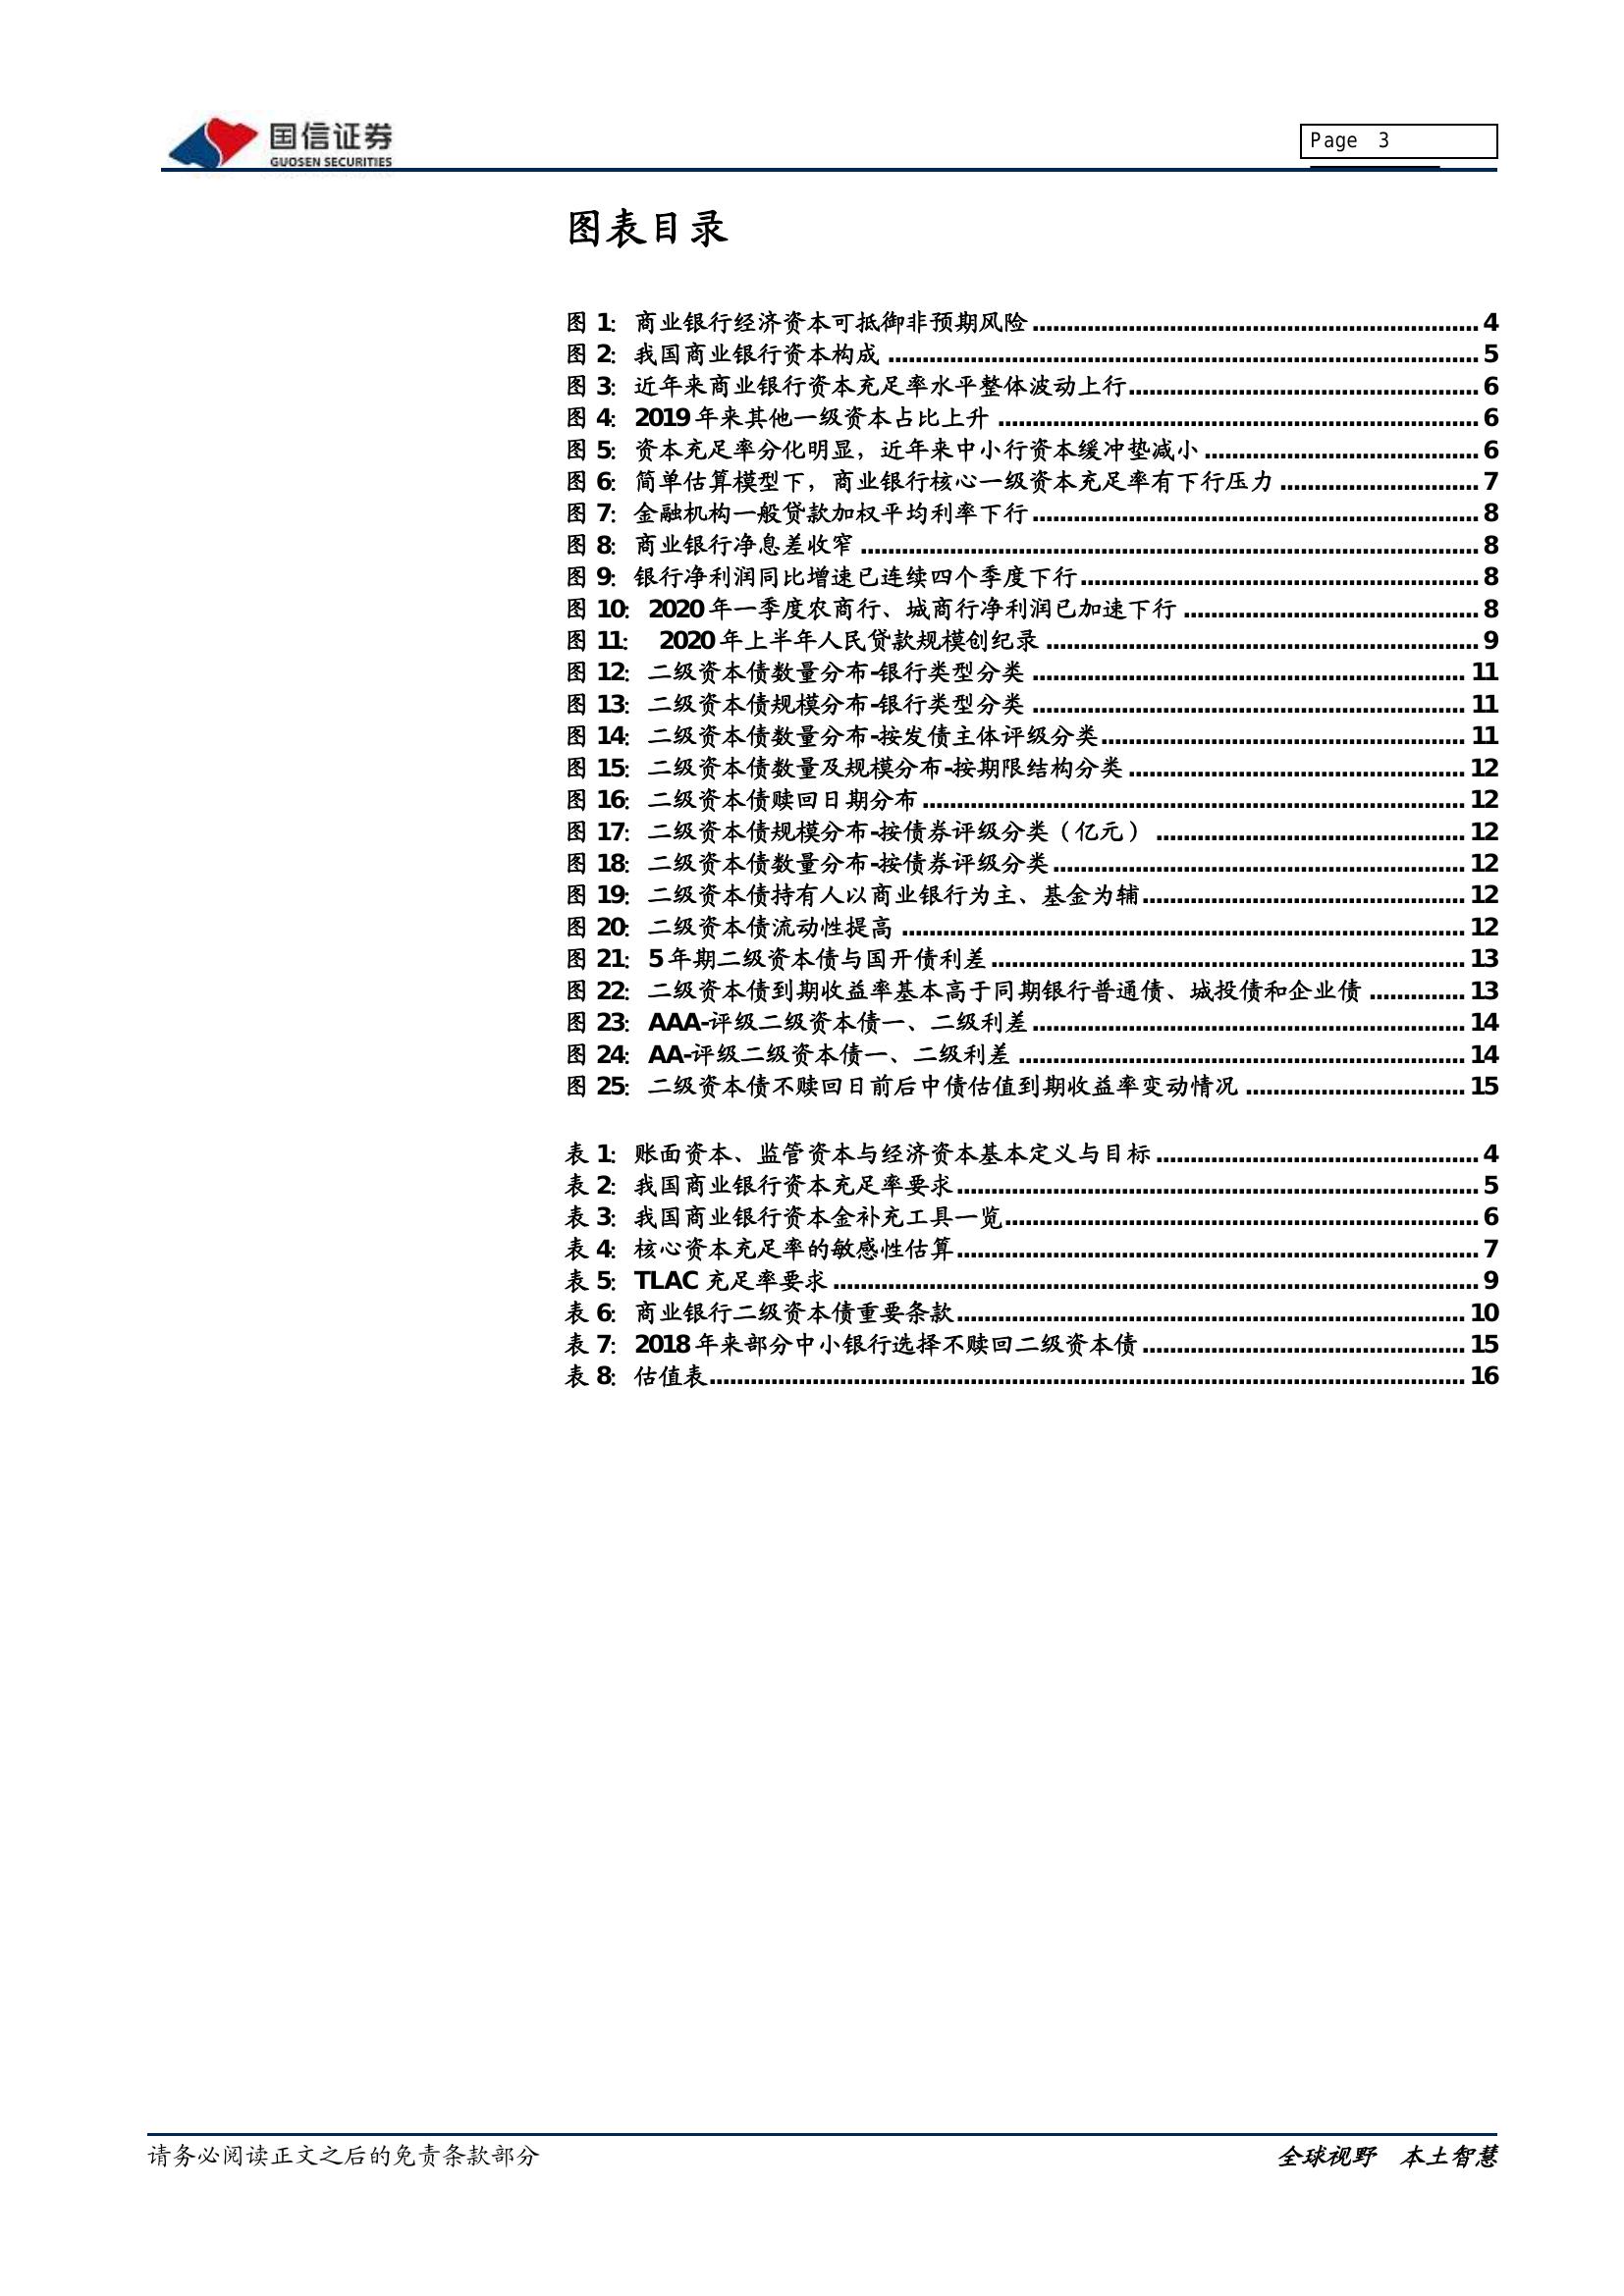 国信证券
GUOSEN SECURITIES
Page 3
图表目录
图 1: 商业银行经济资本可抵御非预期风险 4
图 2: 我国商业银行资本构成 5
图 3: 近年来商业银行资本充足率水平整体波动上行 6
图 4: 2019 年来其他一级资本占比上升 6
图 5: 资本充足率分化明显，近年来中小行资本缓冲垫减小 6
图 6: 简单估算模型下，商业银行核心一级资本充足率有下行压力 7
图 7: 金融机构一般贷款加权平均利率下行 8
图 8: 商业银行净息差收窄 8
图 9: 银行净利润同比增速已连续四个季度下行 8
图 10: 2020 年一季度农商行、城商行净利润已加速下行 8
图 11: 2020 年上半年人民贷款规模创纪录 9
图 12: 二级资本债数量分布-银行类型分类 11
图 13: 二级资本债规模分布-银行类型分类 11
图 14: 二级资本债数量分布-按发债主体评级分类 11
图 15: 二级资本债数量及规模分布-按期限结构分类 12
图 16: 二级资本债赎回日期分布 12
图 17: 二级资本债规模分布-按债券评级分类（亿元） 12
图 18: 二级资本债数量分布-按债券评级分类 12
图 19: 二级资本债持有人以商业银行为主、基金为辅 12
图 20: 二级资本债流动性提高 12
图 21: 5 年期二级资本债与国开债利差 13
图 22: 二级资本债到期收益率基本高于同期银行普通债、城投债和企业债 13
图 23: AAA-评级二级资本债一、二级利差 14
图 24: AA-评级二级资本债一、二级利差 14
图 25: 二级资本债不赎回日前后中债估值到期收益率变动情况 15
表 1: 账面资本、监管资本与经济资本基本定义与目标 4
表 2: 我国商业银行资本充足率要求 5
表 3: 我国商业银行资本金补充工具一览 6
表 4: 核心资本充足率的敏感性估算 7
表 5: TLAC 充足率要求 9
表 6: 商业银行二级资本债重要条款 10
表 7: 2018 年来部分中小银行选择不赎回二级资本债 15
表 8: 估值表 16
请务必阅读正文之后的免责条款部分
全球视野 本土智慧